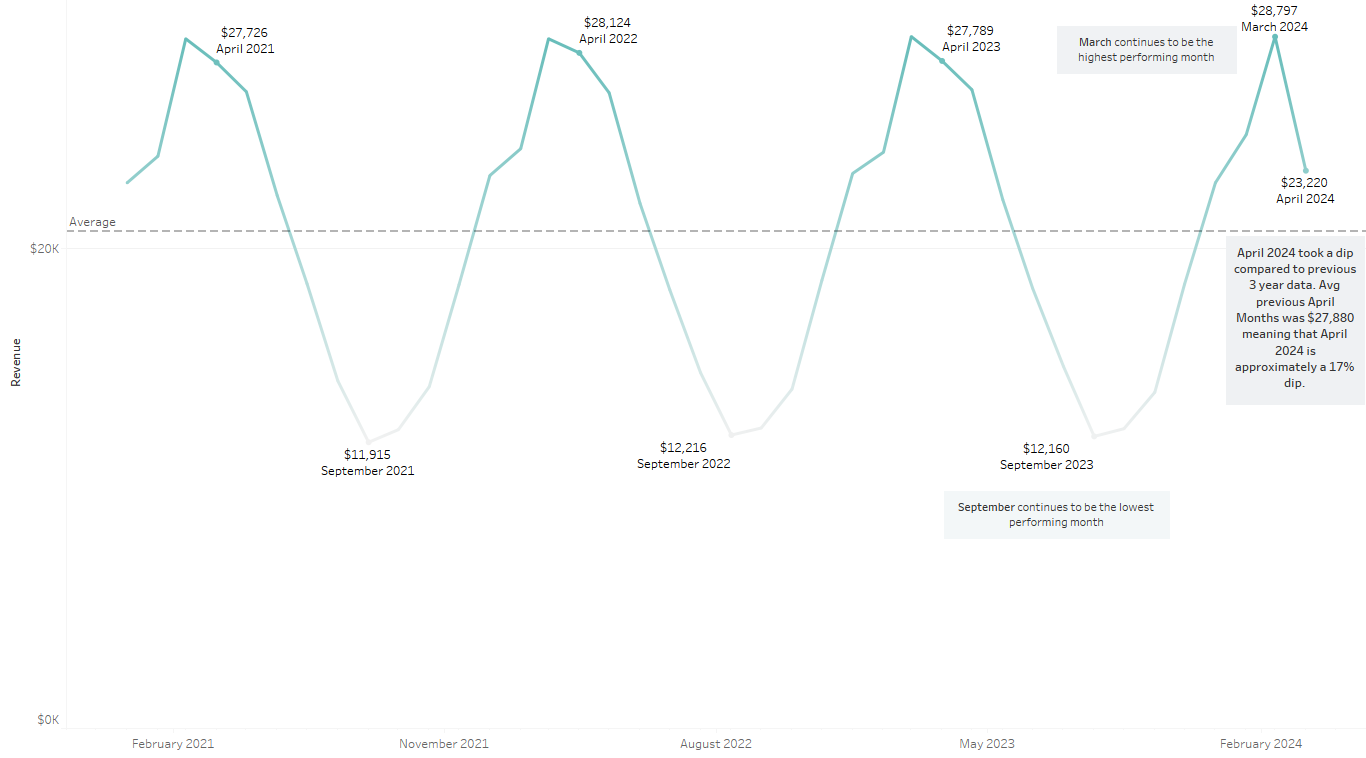 $27,726
April 2021
$28,124
April 2022
$27,789
April 2023
$28,797
March 2024
March continues to be the
highest performing month
$23,220
April 2024
Average
$20K
April 2024 took a dip
compared to previous
3 year data. Avg
previous April
Months was $27,880
meaning that April
2024 is
approximately a 17%
dip.
Revenue
$11,915
September 2021
$12,216
September 2022
$12,160
September 2023
September continues to be the lowest
performing month
$0K
February 2021
November 2021
August 2022
May 2023
February 2024